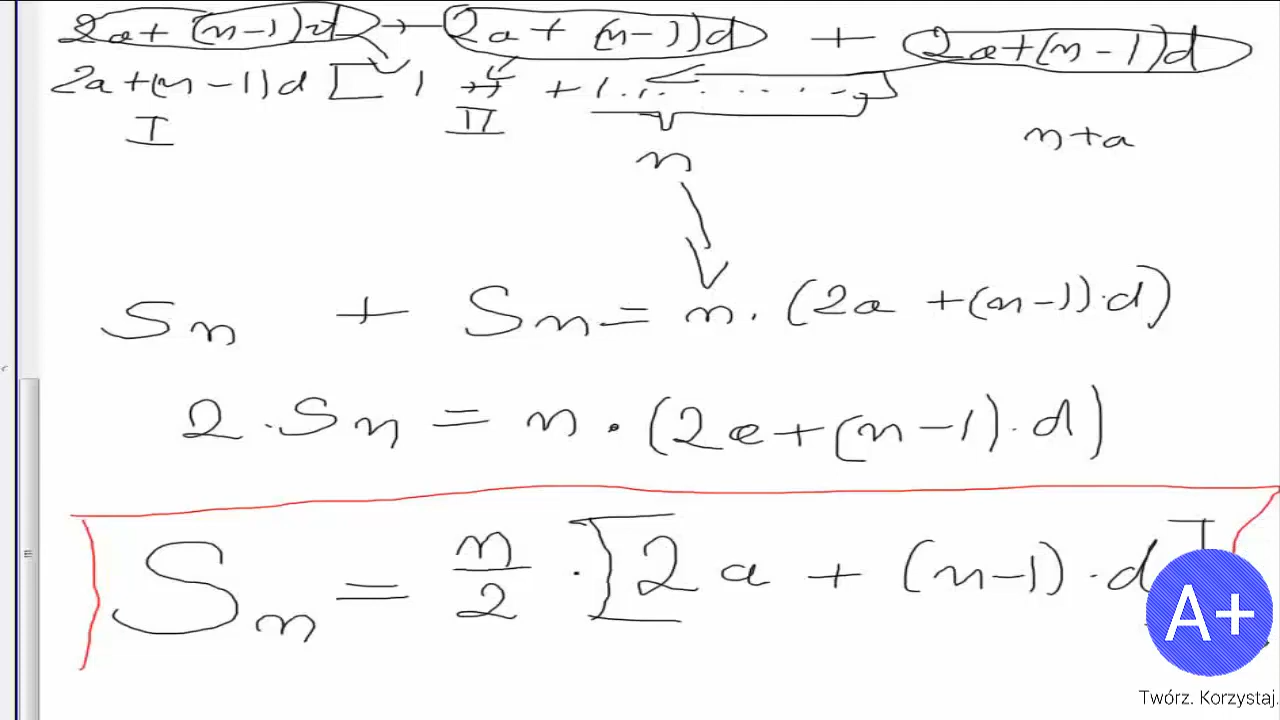 2a + (n-1)d + 2a + (n-1)d + 2a+(n-1)d
2a+(n-1)d [ 1 + + 1 . . . . . . . ]
I II n+a
n
Sn + Sn = n. (2a +(n-1)·d)
2·Sn = n·(2a+(n-1)·d)
Sn = n/2 · [2a + (n-1)·d]
A+
Twórz. Korzystaj.